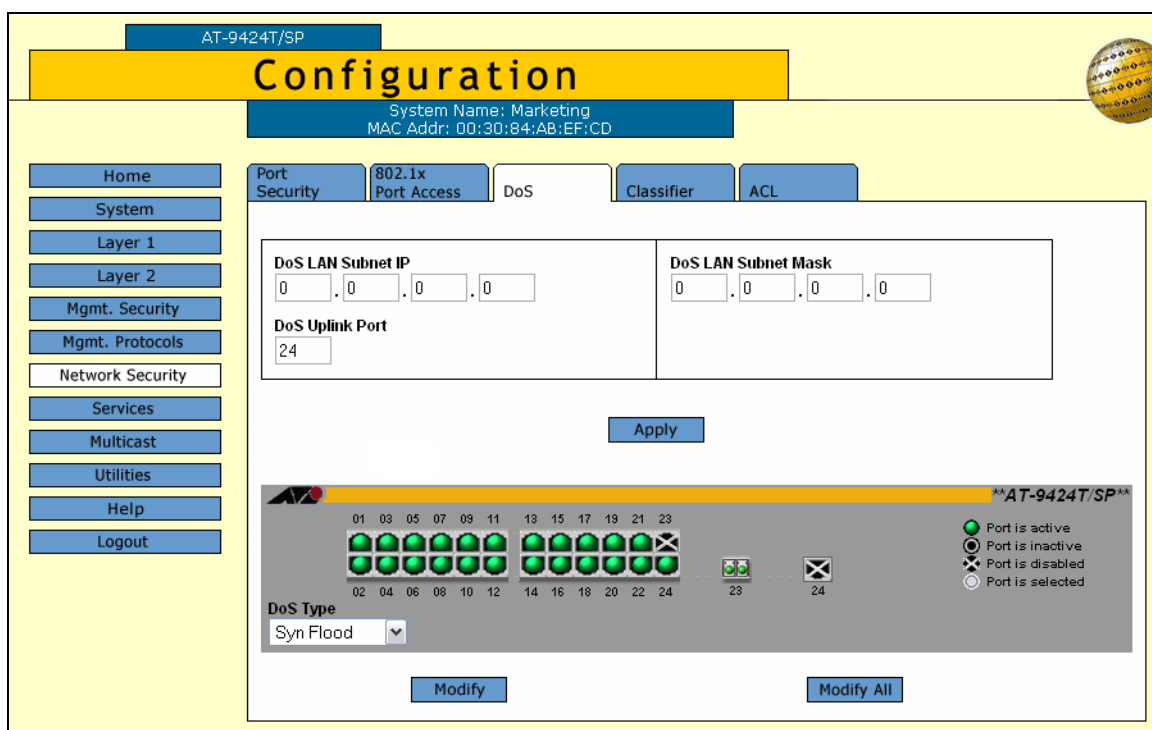 AT-9424T/SP
Configuration
System Name: Marketing
MAC Addr: 00:30:84:AB:EF:CD
Home
System
Layer 1
Layer 2
Mgmt. Security
Mgmt. Protocols
Network Security
Services
Multicast
Utilities
Help
Logout
Port Security
802.1x Port Access
DoS
Classifier
ACL
DoS LAN Subnet IP
0 . 0 . 0 . 0
DoS Uplink Port
24
DoS LAN Subnet Mask
0 . 0 . 0 . 0
Apply
**AT-9424T/SP**
01 03 05 07 09 11 13 15 17 19 21 23
02 04 06 08 10 12 14 16 18 20 22 24
23
24
Port is active
Port is inactive
Port is disabled
Port is selected
DoS Type
Syn Flood
Modify
Modify All